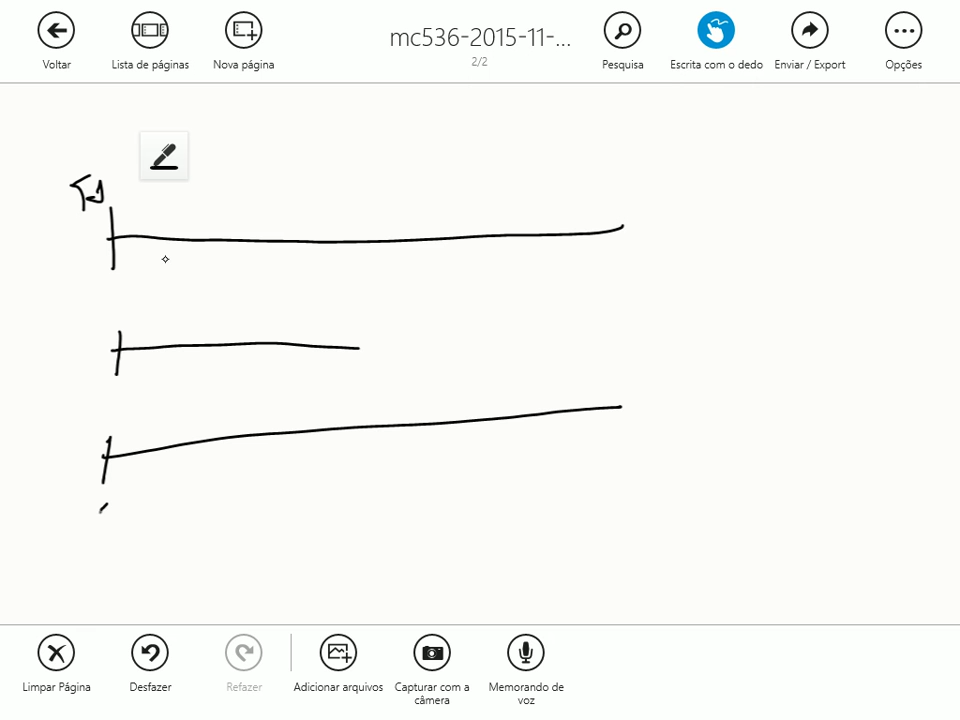 mc536-2015-11-...
2/2
Voltar
Lista de páginas
Nova página
Pesquisa
Escrita com o dedo
Enviar / Export
Opções
Limpar Página
Desfazer
Refazer
Adicionar arquivos
Capturar com a
câmera
Memorando de
voz